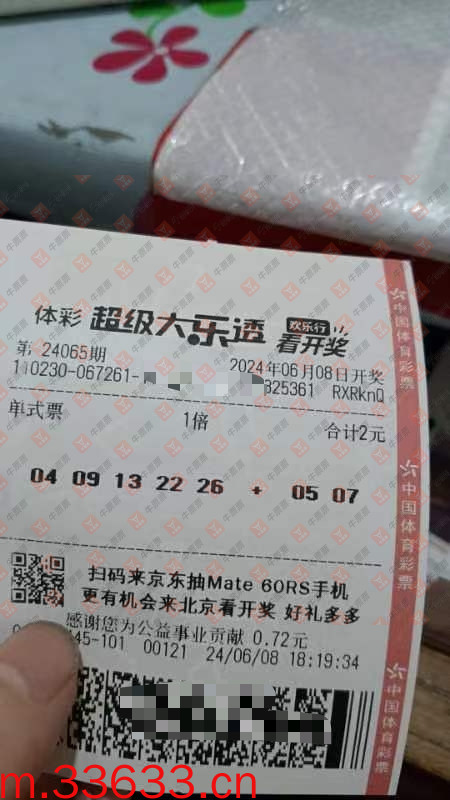 体彩 超级大乐透 欢乐行 看开奖
第 24065期 2024年06月08日开奖
110230-067261- 825361 RXRknQ
单式票 1倍 合计2元
04 09 13 22 26 + 05 07
扫码来京东抽Mate 60RS手机
更有机会来北京看开奖 好礼多多
感谢您为公益事业贡献 0.72元
45-101 00121 24/06/08 18:19:34
中国体育彩票
中国体育彩票
中国体育彩票
m.33633.cn